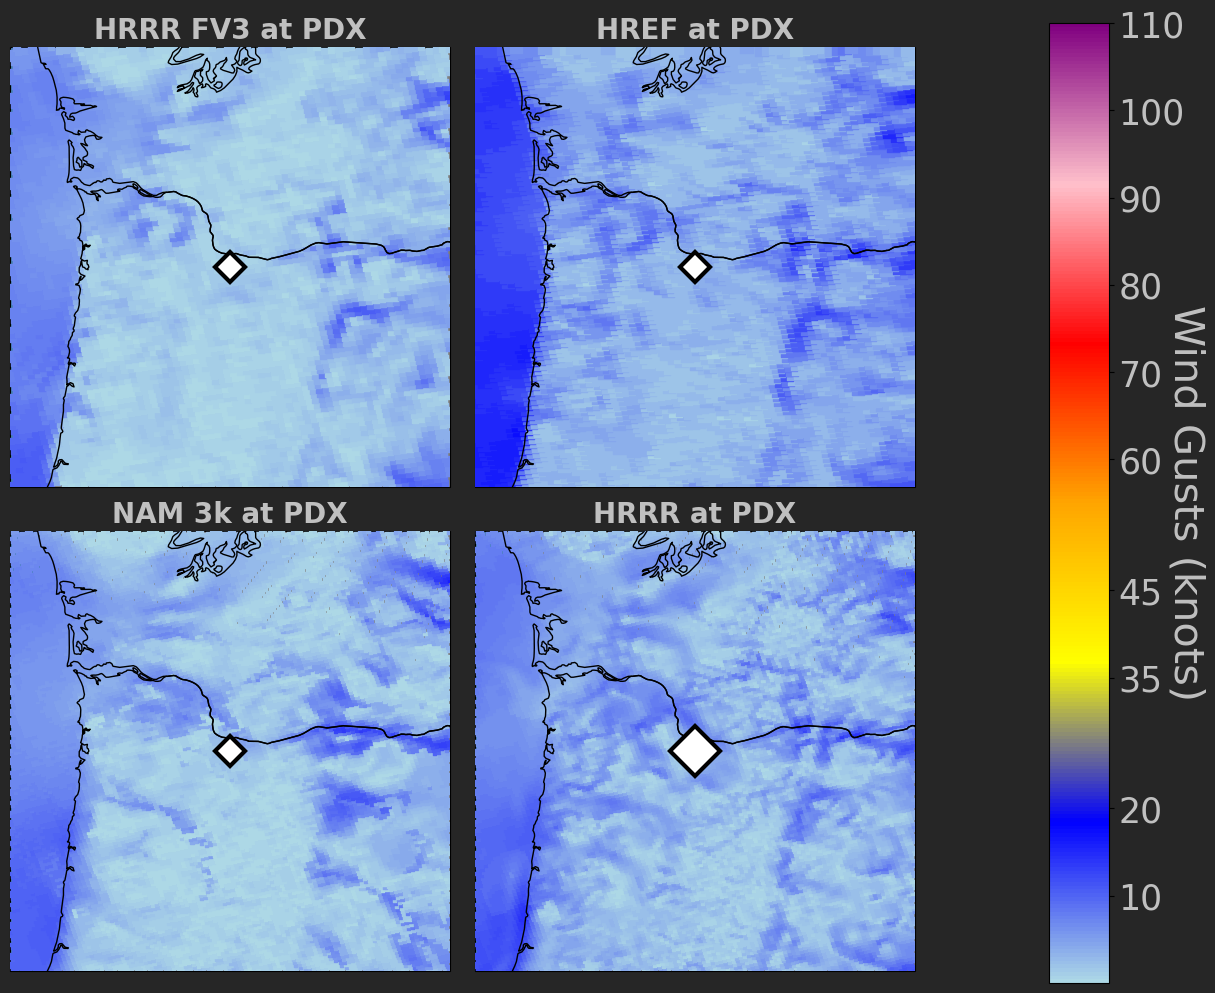 HRRR FV3 at PDX
HREF at PDX
NAM 3k at PDX
HRRR at PDX
110
100
90
80
70
60
45
35
20
10
Wind Gusts (knots)